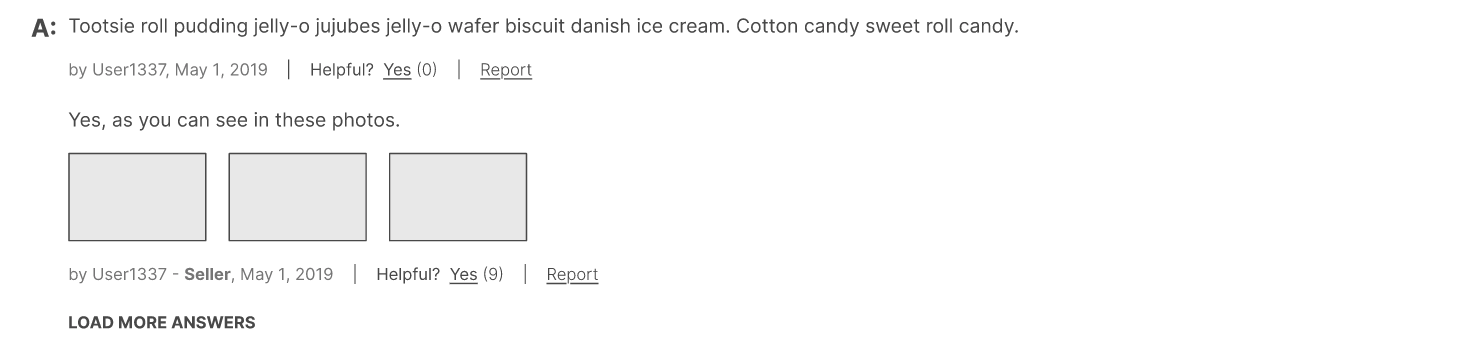 A: Tootsie roll pudding jelly-o jujubes jelly-o wafer biscuit danish ice cream. Cotton candy sweet roll candy.
by User1337, May 1, 2019 | Helpful? Yes (0) | Report
Yes, as you can see in these photos.
by User1337 - Seller, May 1, 2019 | Helpful? Yes (9) | Report
LOAD MORE ANSWERS